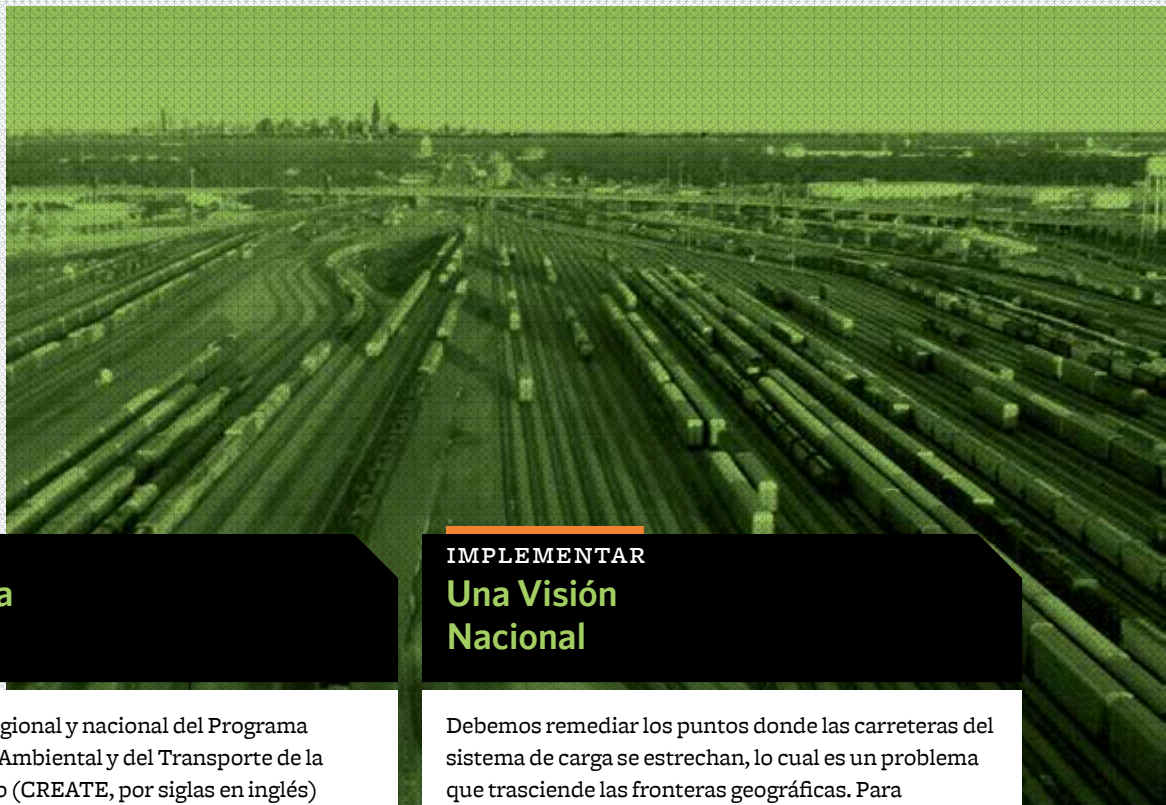 a
gional y nacional del Programa
Ambiental y del Transporte de la
o (CREATE, por siglas en inglés)
IMPLEMENTAR
Una Visión
Nacional
Debemos remediar los puntos donde las carreteras del
sistema de carga se estrechan, lo cual es un problema
que trasciende las fronteras geográficas. Para